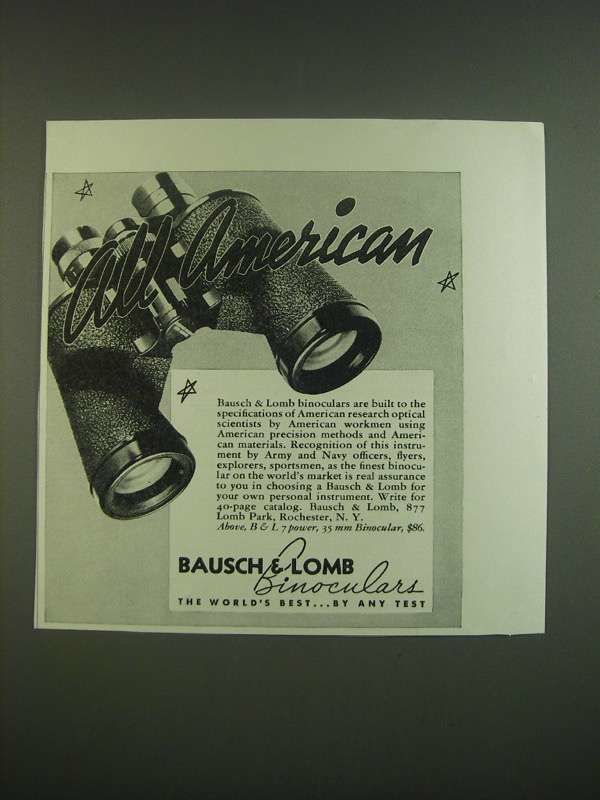 All American
Bausch & Lomb binoculars are built to the
specifications of American research optical
scientists by American workmen using
American precision methods and Ameri-
can materials. Recognition of this instru-
ment by Army and Navy officers, flyers,
explorers, sportsmen, as the finest binocu-
lar on the world's market is real assurance
to you in choosing a Bausch & Lomb for
your own personal instrument. Write for
40-page catalog. Bausch & Lomb, 877
Lomb Park, Rochester, N. Y.
Above, B & L 7 power, 35 mm Binocular, $86.
BAUSCH & LOMB
Binoculars
THE WORLD'S BEST...BY ANY TEST